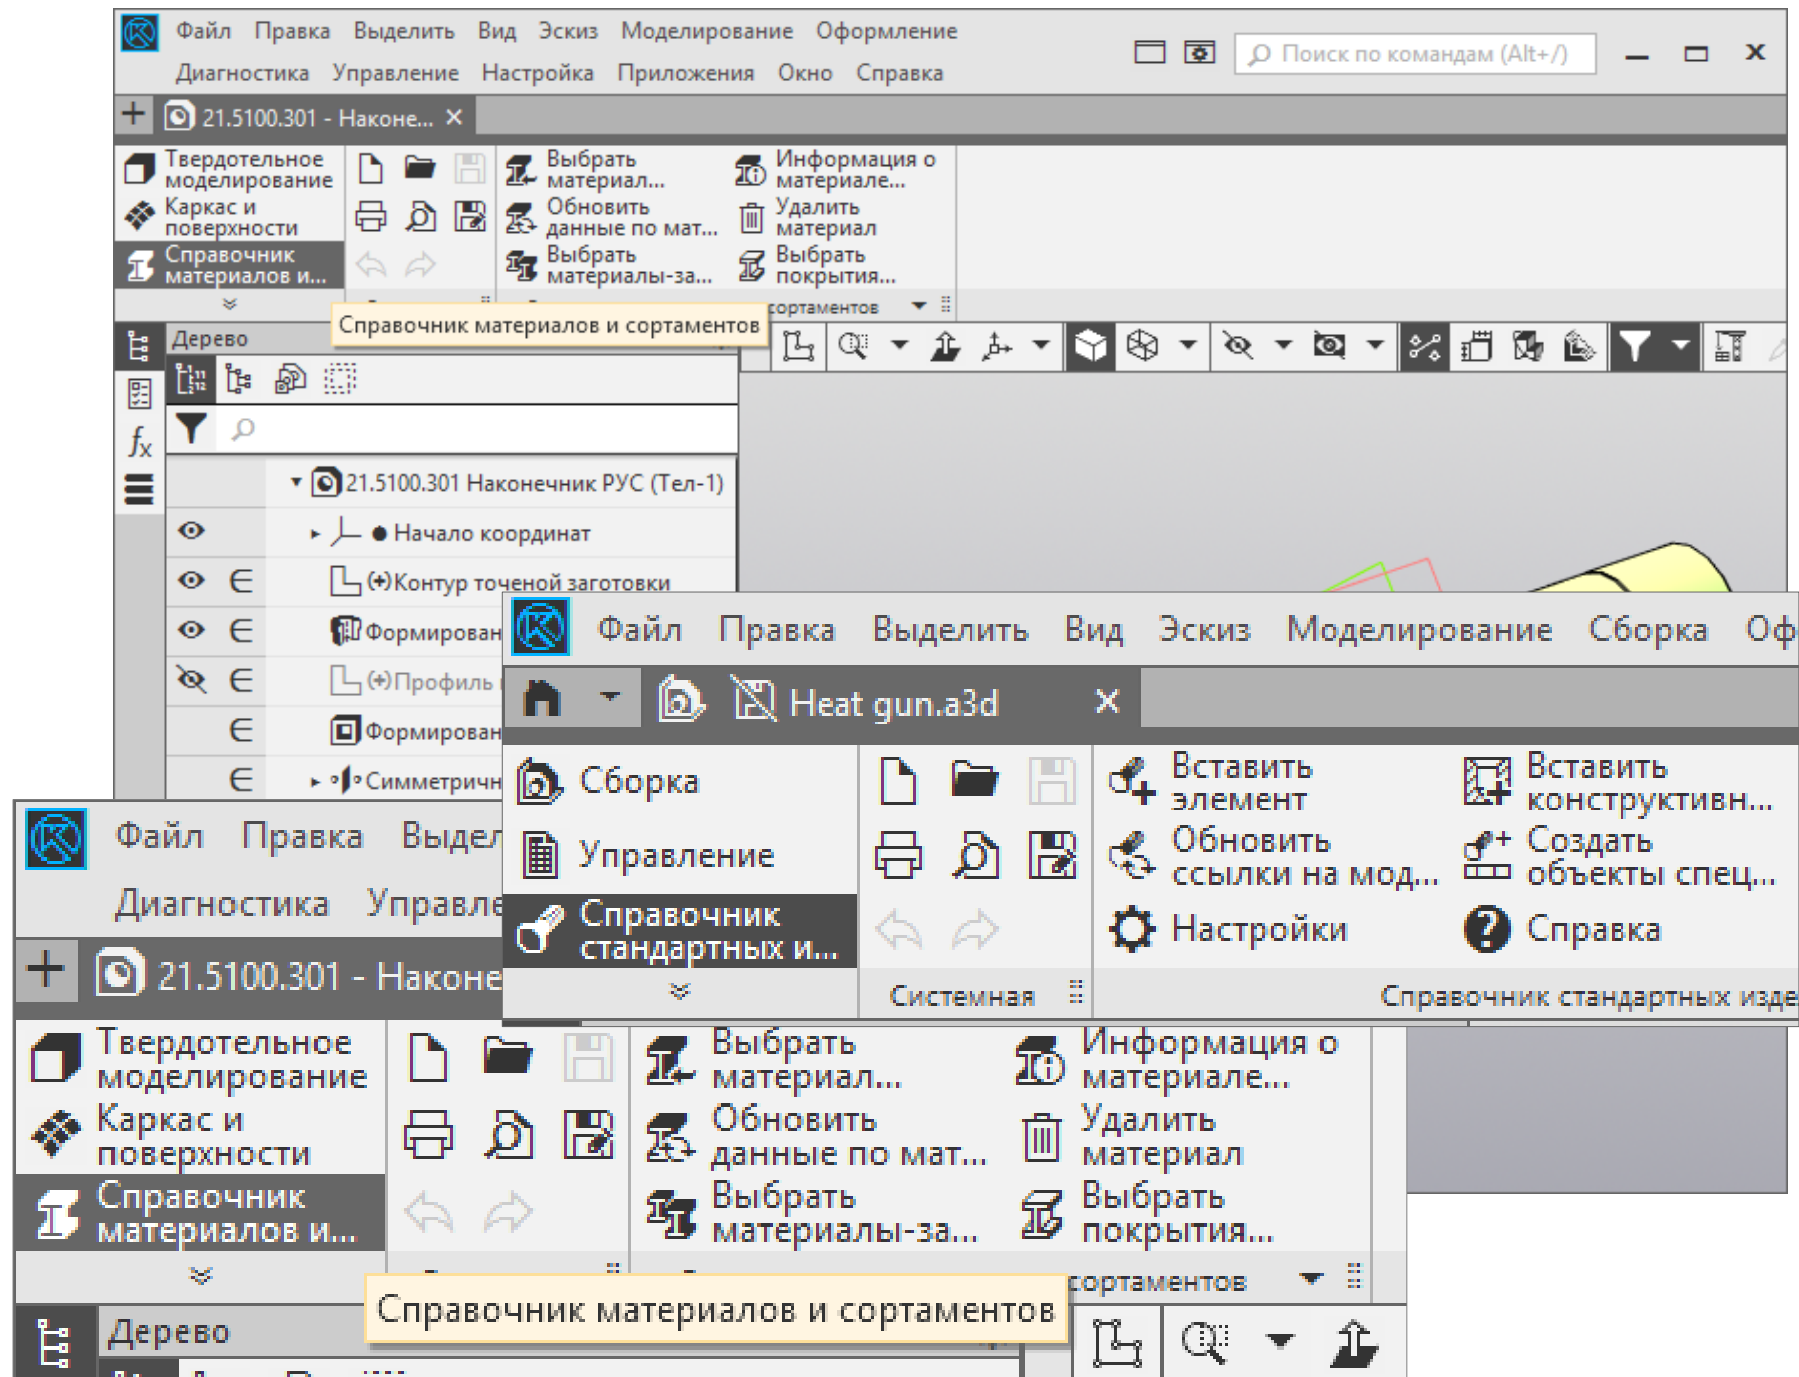 Файл Правка Выделить Вид Эскиз Моделирование Оформление
Диагностика Управление Настройка Приложения Окно Справка
Поиск по командам (Alt+/)
21.5100.301 - Наконе...
Твердотельное
моделирование
Каркас и
поверхности
Справочник
материалов и...
Выбрать
материал...
Обновить
данные по мат...
Выбрать
материалы-за...
Информация о
материале...
Удалить
материал
Выбрать
покрытия...
сортаментов
Справочник материалов и сортаментов
Дерево
21.5100.301 Наконечник РУС (Тел-1)
Начало координат
(+)Контур точеной заготовки
Формирован
(+)Профиль
Формирован
Симметричн
Файл Правка Выделить Вид Эскиз Моделирование Сборка Оф
Heat gun.a3d
Сборка
Управление
Справочник
стандартных и...
Системная
Вставить
элемент
Обновить
ссылки на мод...
Настройки
Вставить
конструктивн...
Создать
объекты спец...
Справка
Справочник стандартных изде
Файл Правка Выдел
Диагностика Управле
21.5100.301 - Наконе
Твердотельное
моделирование
Каркас и
поверхности
Справочник
материалов и...
Выбрать
материал...
Обновить
данные по мат...
Выбрать
материалы-за...
Информация о
материале...
Удалить
материал
Выбрать
покрытия...
сортаментов
Справочник материалов и сортаментов
Дерево